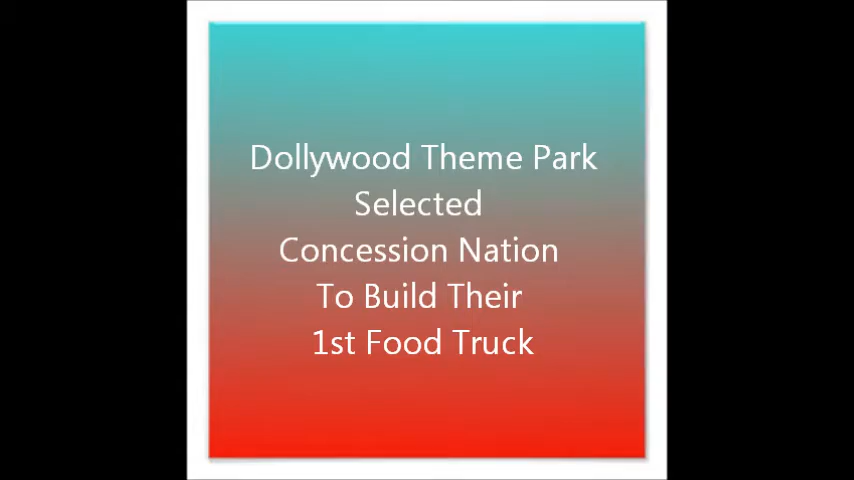 Dollywood Theme Park
Selected
Concession Nation
To Build Their
1st Food Truck